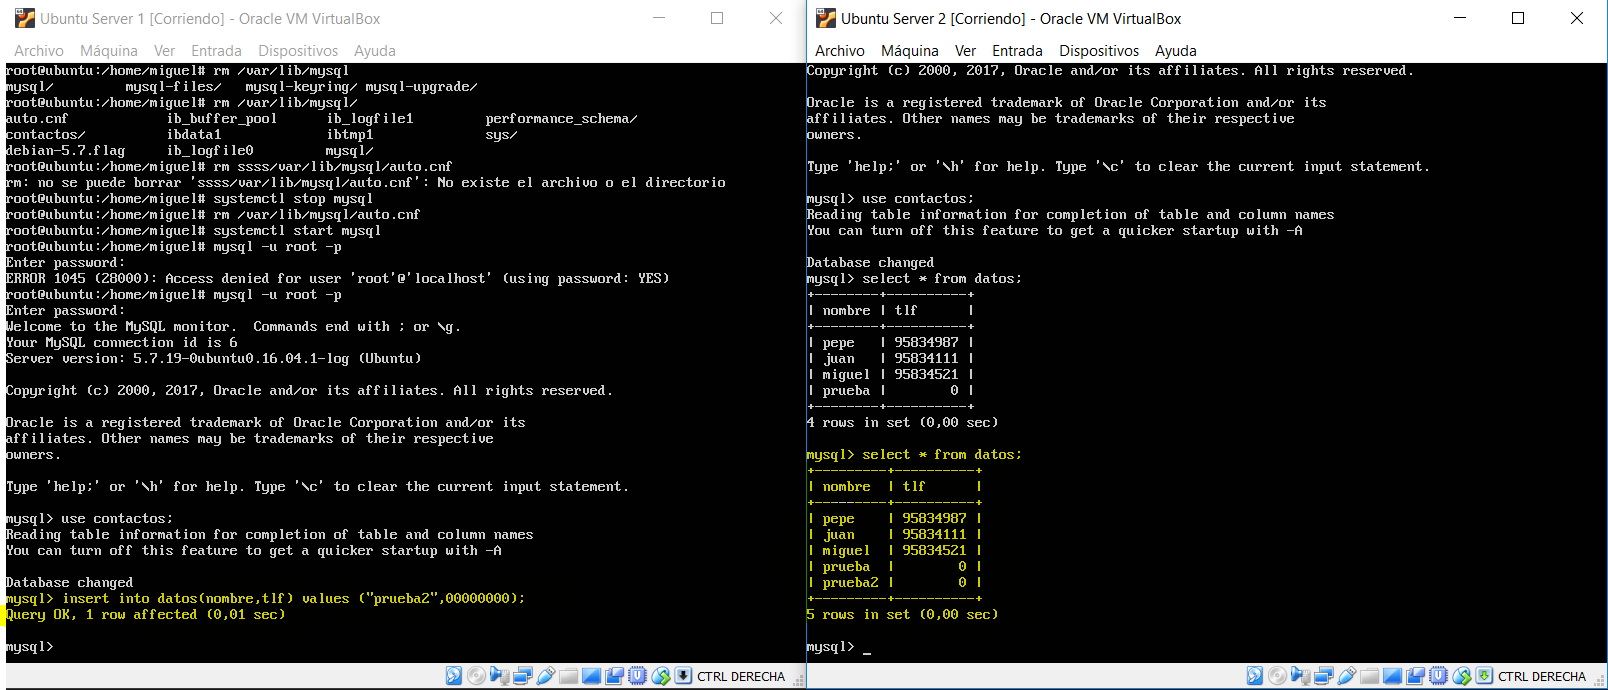 Ubuntu Server 1 [Corriendo] - Oracle VM VirtualBox
Archivo Máquina Ver Entrada Dispositivos Ayuda
root@ubuntu:/home/miguel# rm /var/lib/mysql
mysql/ mysql-files/ mysql-keyring/ mysql-upgrade/
root@ubuntu:/home/miguel# rm /var/lib/mysql/
auto.cnf ib_buffer_pool ib_logfile1 performance_schema/
contactos/ ibdata1 ibtmp1 sys/
debian-5.7.flag ib_logfile0 mysql/
root@ubuntu:/home/miguel# rm ssss/var/lib/mysql/auto.cnf
rm: no se puede borrar 'ssss/var/lib/mysql/auto.cnf': No existe el archivo o el directorio
root@ubuntu:/home/miguel# systemctl stop mysql
root@ubuntu:/home/miguel# rm /var/lib/mysql/auto.cnf
root@ubuntu:/home/miguel# systemctl start mysql
root@ubuntu:/home/miguel# mysql -u root -p
Enter password:
ERROR 1045 (28000): Access denied for user 'root'@'localhost' (using password: YES)
root@ubuntu:/home/miguel# mysql -u root -p
Enter password:
Welcome to the MySQL monitor.  Commands end with ; or \g.
Your MySQL connection id is 6
Server version: 5.7.19-0ubuntu0.16.04.1-log (Ubuntu)
Copyright (c) 2000, 2017, Oracle and/or its affiliates. All rights reserved.
Oracle is a registered trademark of Oracle Corporation and/or its
affiliates. Other names may be trademarks of their respective
owners.
Type 'help;' or '\h' for help. Type '\c' to clear the current input statement.
mysql> use contactos;
Reading table information for completion of table and column names
You can turn off this feature to get a quicker startup with -A
Database changed
mysql> insert into datos(nombre,tlf) values ("prueba2",00000000);
Query OK, 1 row affected (0,01 sec)
mysql>
CTRL DERECHA
Ubuntu Server 2 [Corriendo] - Oracle VM VirtualBox
Archivo Máquina Ver Entrada Dispositivos Ayuda
Copyright (c) 2000, 2017, Oracle and/or its affiliates. All rights reserved.
Oracle is a registered trademark of Oracle Corporation and/or its
affiliates. Other names may be trademarks of their respective
owners.
Type 'help;' or '\h' for help. Type '\c' to clear the current input statement.
mysql> use contactos;
Reading table information for completion of table and column names
You can turn off this feature to get a quicker startup with -A
Database changed
mysql> select * from datos;
+--------+----------+
| nombre | tlf      |
+--------+----------+
| pepe   | 95834987 |
| juan   | 95834111 |
| miguel | 95834521 |
| prueba |        0 |
+--------+----------+
4 rows in set (0,00 sec)
mysql> select * from datos;
+---------+----------+
| nombre  | tlf      |
+---------+----------+
| pepe    | 95834987 |
| juan    | 95834111 |
| miguel  | 95834521 |
| prueba  |        0 |
| prueba2 |        0 |
+---------+----------+
5 rows in set (0,00 sec)
mysql> _
CTRL DERECHA